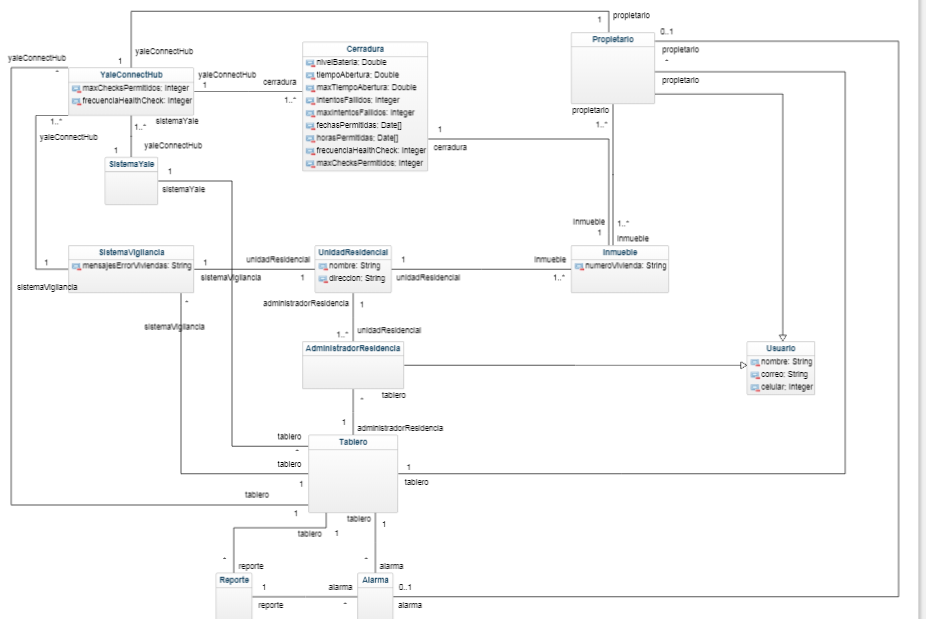 1
propietario
0..1
yaleConnectHub
propietario
Propietario
yaleConnectHub
1
YaleConnectHub
maxChecksPermitidos: Integer
frecuenciaHealthCheck: Integer
yaleConnectHub
1
cerradura
1..*
Cerradura
nivelBateria: Double
tiempoAbertura: Double
maxTiempoAbertura: Double
intentosFallidos: Integer
maxIntentosFallidos: Integer
fechasPermitidas: Date[]
horasPermitidas: Date[]
frecuenciaHealthCheck: Integer
maxChecksPermitidos: Integer
propietario
propietario
1..*
1..*
yaleConnectHub
1..*
sistemaYale
1
yaleConnectHub
1
cerradura
SistemaYale
1
sistemaYale
inmueble
1
1..*
inmueble
SistemaVigilancia
mensajesErrorViviendas: String
1
sistemaVigilancia
1
sistemaVigilancia
unidadResidencial
1
UnidadResidencial
nombre: String
direccion: String
1
unidadResidencial
inmueble
1..*
Inmueble
numeroVivienda: String
sistemaVigilancia
administradorResidencia
1
1..*
unidadResidencial
AdministradorResidencia
Usuario
nombre: String
correo: String
celular: Integer
tablero
1
administradorResidencia
tablero
Tablero
tablero
1
1
tablero
tablero
1
tablero
1
tablero
1
reporte
alarma
Reporte
1
reporte
alarma
Alarma
0..1
alarma